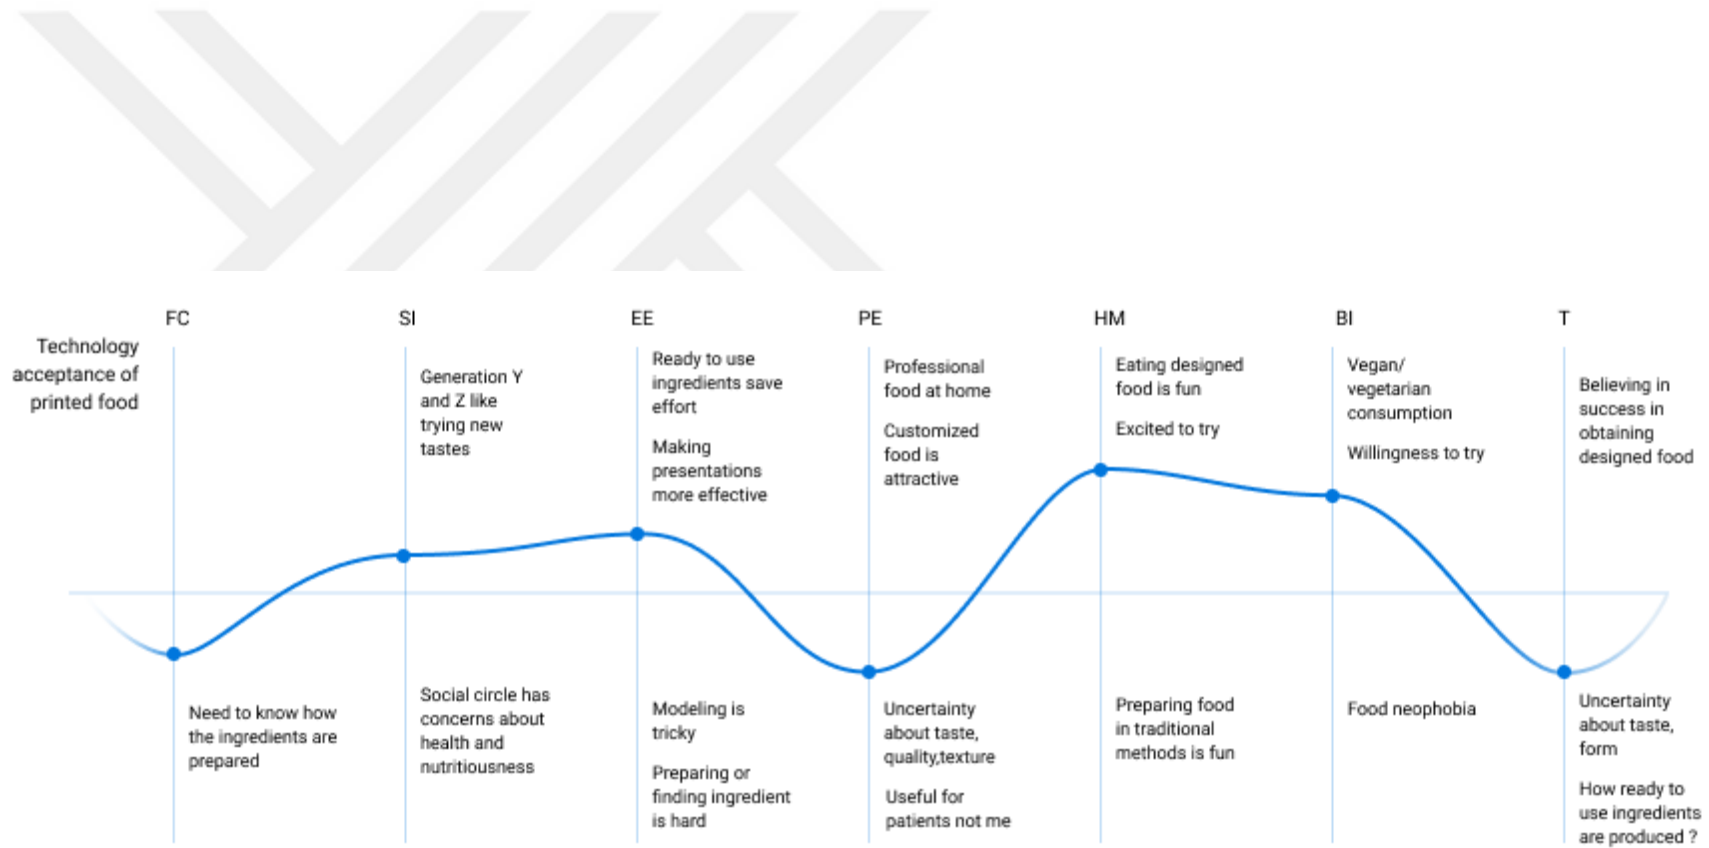 FC
SI
EE
PE
HM
BI
T
Technology
acceptance of
printed food
Generation Y
and Z like
trying new
tastes
Ready to use
ingredients save
effort
Making
presentations
more effective
Professional
food at home
Customized
food is
attractive
Eating designed
food is fun
Excited to try
Vegan/
vegetarian
consumption
Willingness to try
Believing in
success in
obtaining
designed food
Need to know how
the ingredients are
prepared
Social circle has
concerns about
health and
nutritiousness
Modeling is
tricky
Preparing or
finding ingredient
is hard
Uncertainty
about taste,
quality,texture
Useful for
patients not me
Preparing food
in traditional
methods is fun
Food neophobia
Uncertainty
about taste,
form
How ready to
use ingredients
are produced ?